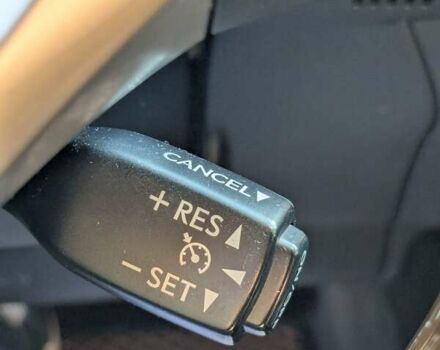 CANCEL▼
+ RES▲
− SET▼